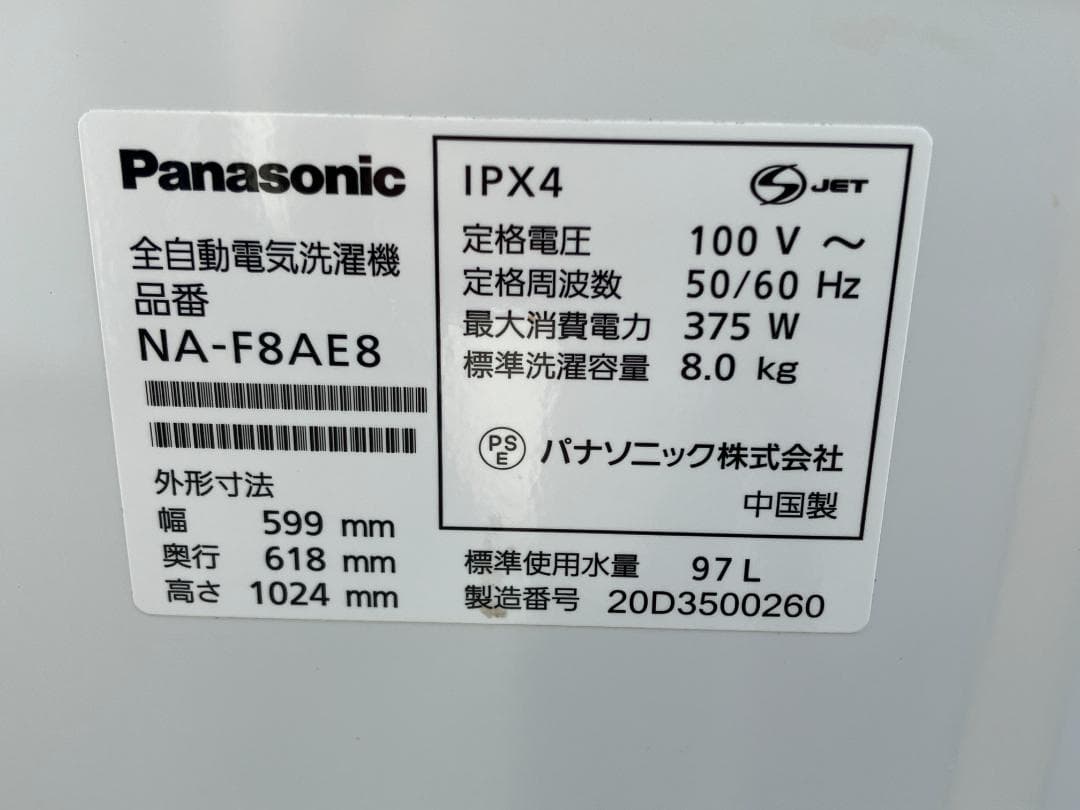 Panasonic
全自動電気洗濯機
品番
NA-F8AE8
外形寸法
幅 599 mm
奥行 618 mm
高さ 1024 mm
IPX4
S JET
定格電圧 100 V ～
定格周波数 50/60 Hz
最大消費電力 375 W
標準洗濯容量 8.0 kg
PS
E
パナソニック株式会社
中国製
標準使用水量 97 L
製造番号 20D3500260